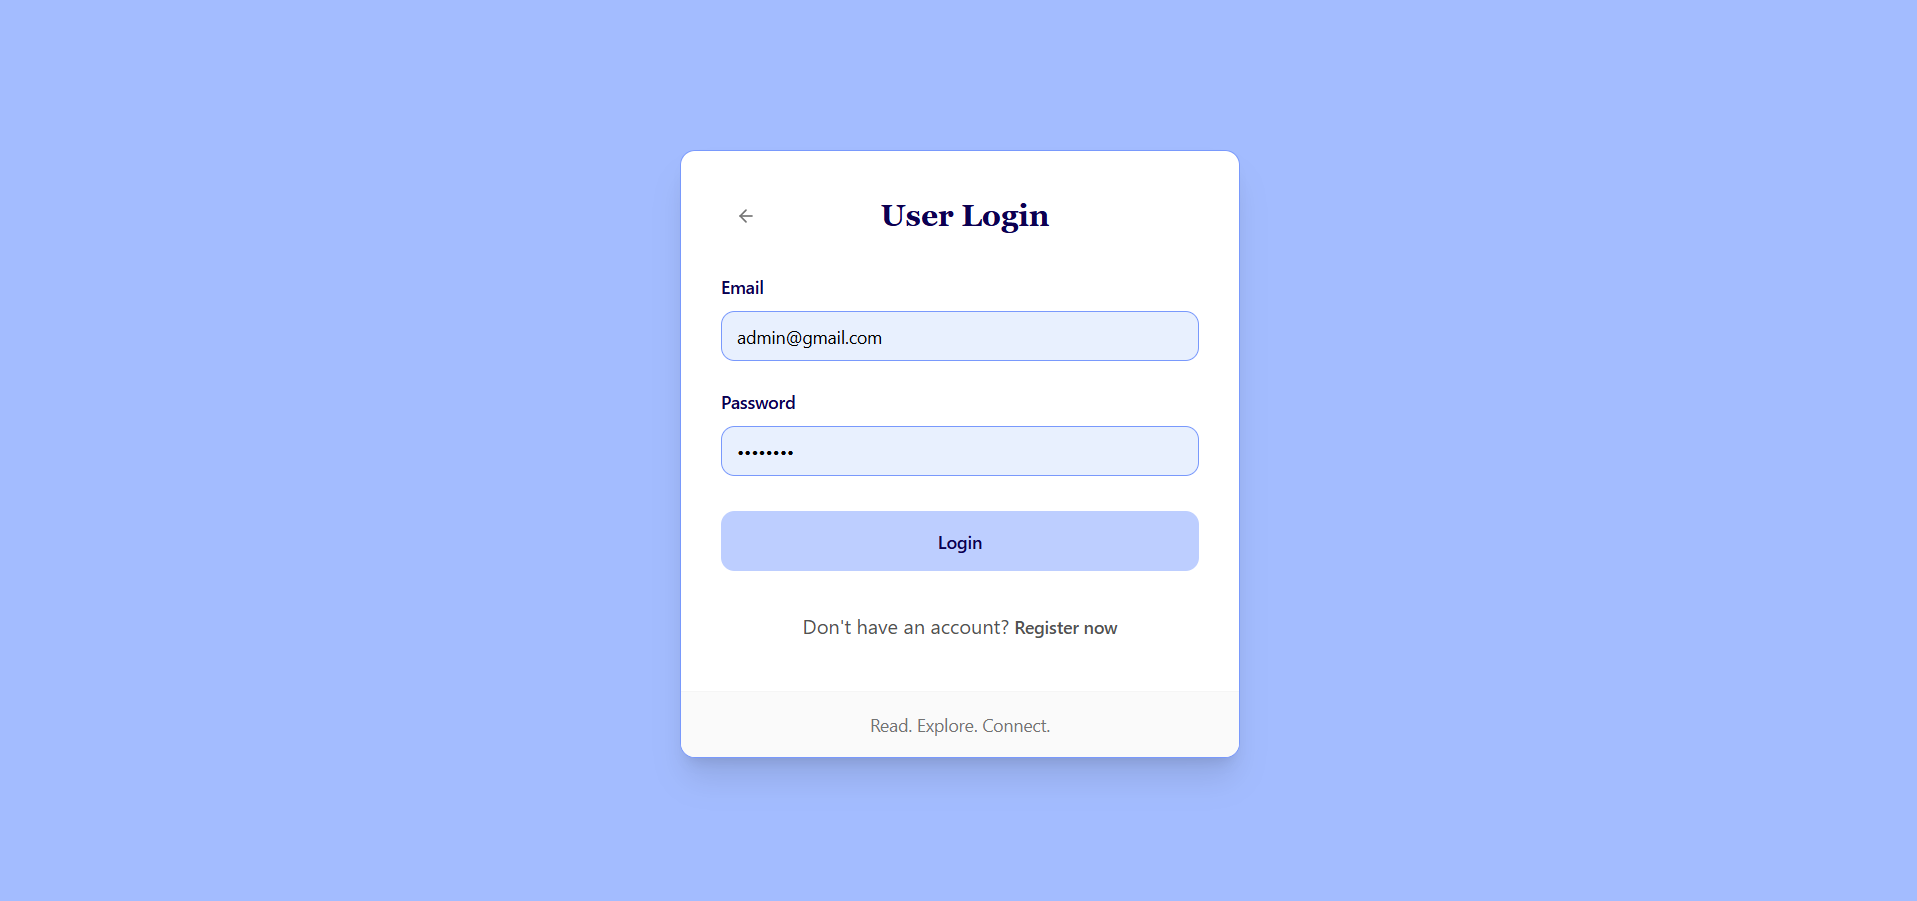 User Login
Email
admin@gmail.com
Password
••••••••
Login
Don't have an account? Register now
Read. Explore. Connect.